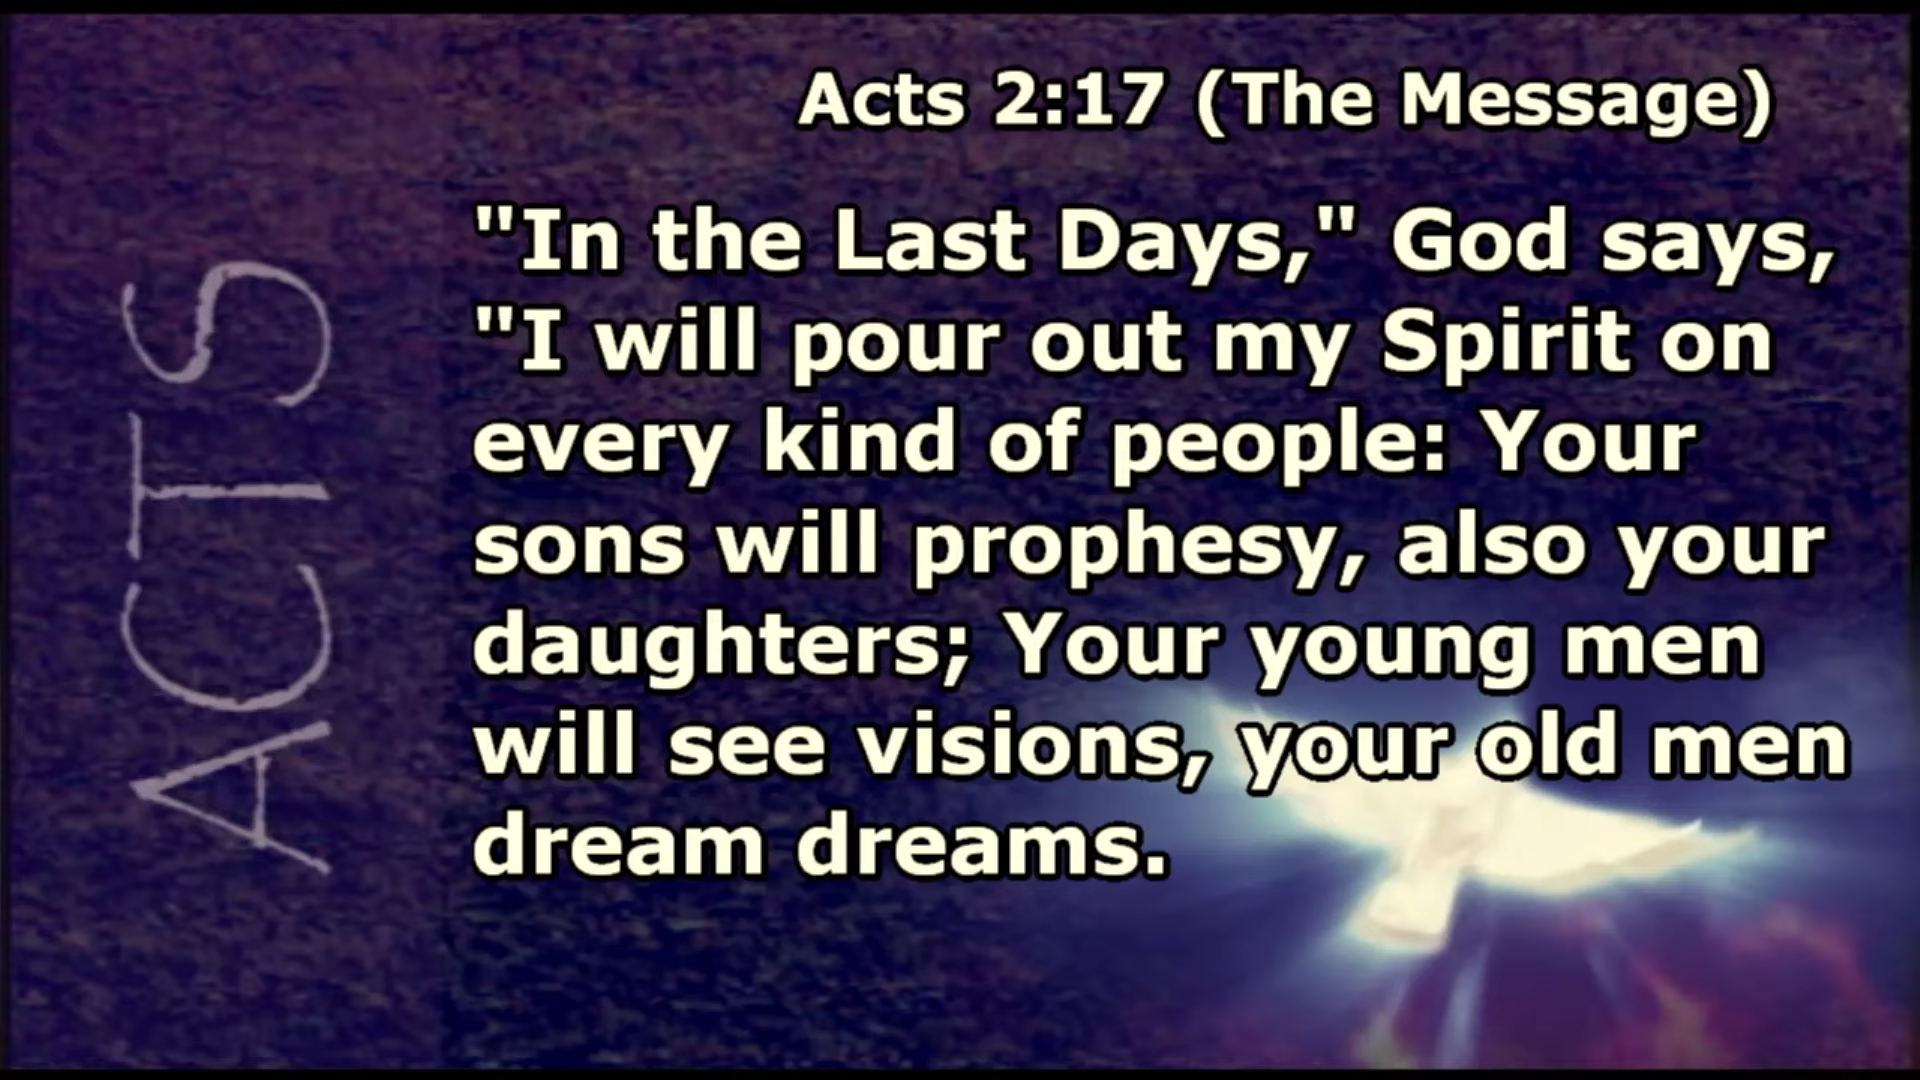 Acts 2:17 (The Message)
"In the Last Days," God says,
"I will pour out my Spirit on
every kind of people: Your
sons will prophesy, also your
daughters; Your young men
will see visions, your old men
dream dreams.
ACTS